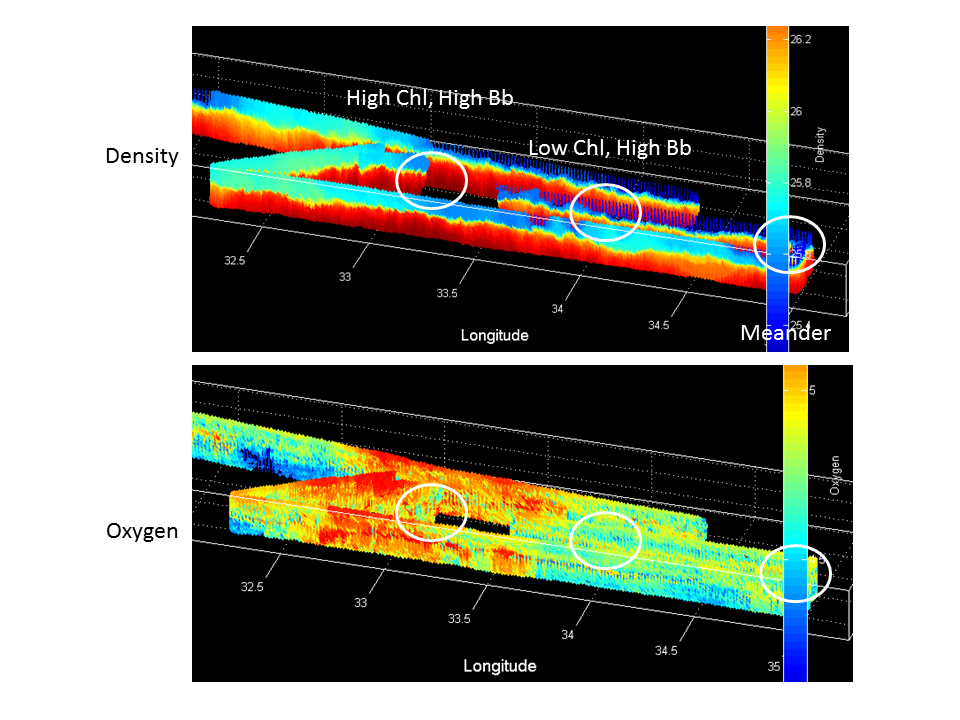 Density
High Chl, High Bb
Low Chl, High Bb
26.2
26
25.8
25.4
Density
32.5
33
33.5
34
34.5
Longitude
Meander
Oxygen
5
Oxygen
32.5
33
33.5
34
34.5
35
Longitude